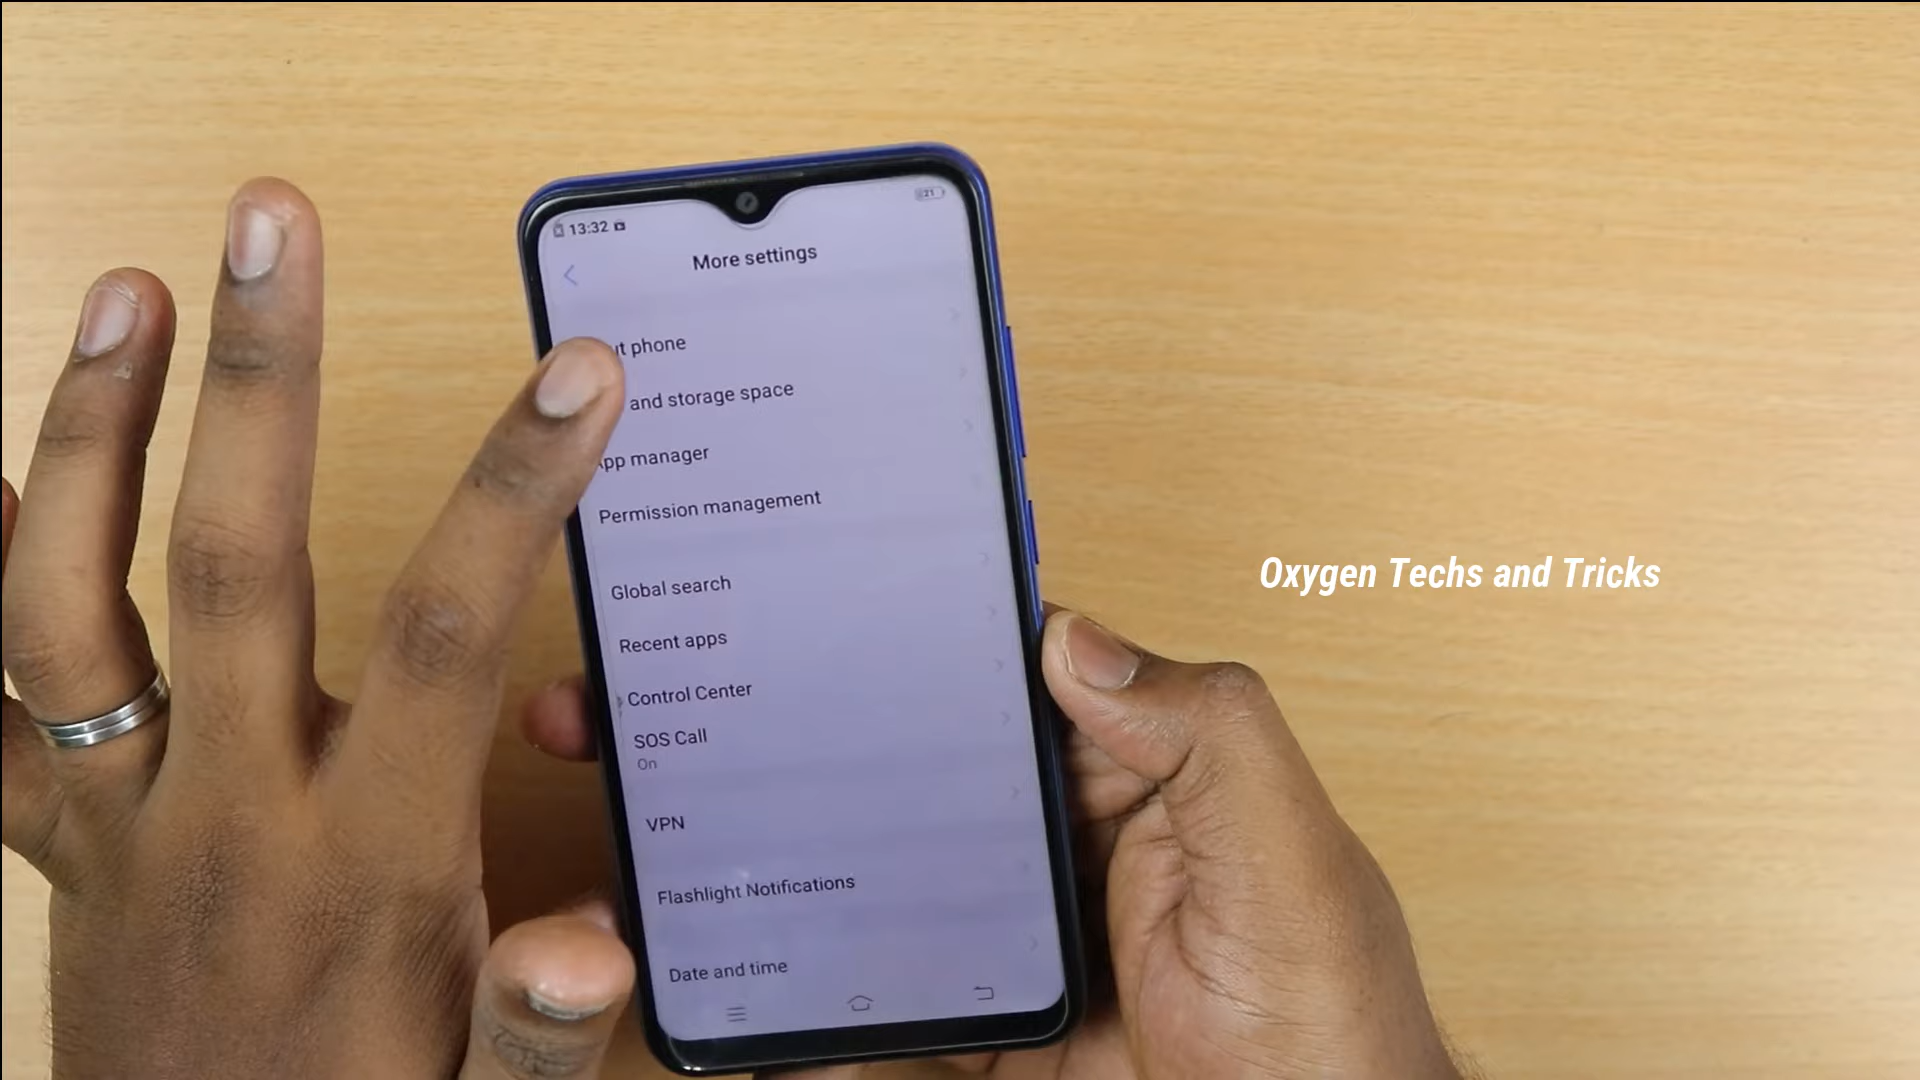 13:32
21
More settings
phone
and storage space
manager
Permission management
Global search
Recent apps
Control Center
SOS Call
On
VPN
Flashlight Notifications
Date and time
Oxygen Techs and Tricks